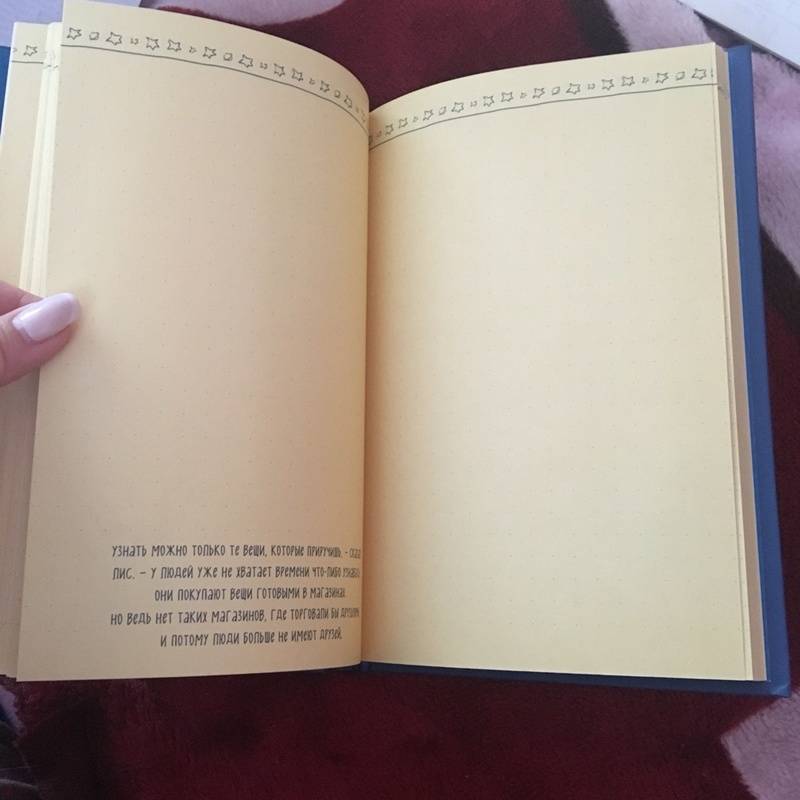 УЗНАТЬ МОЖНО ТОЛЬКО ТЕ ВЕЩИ, КОТОРЫЕ ПРИРУЧИШЬ, -
ЛИС. - У ЛЮДЕЙ УЖЕ НЕ ХВАТАЕТ ВРЕМЕНИ ЧТО-ЛИБО
ОНИ ПОКУПАЮТ ВЕЩИ ГОТОВЫМИ В МАГАЗИНАХ.
НО ВЕДЬ НЕТ ТАКИХ МАГАЗИНОВ, ГДЕ ТОРГОВАЛИ БЫ ДРУЗЬЯМИ,
И ПОТОМУ ЛЮДИ БОЛЬШЕ НЕ ИМЕЮТ ДРУЗЕЙ.